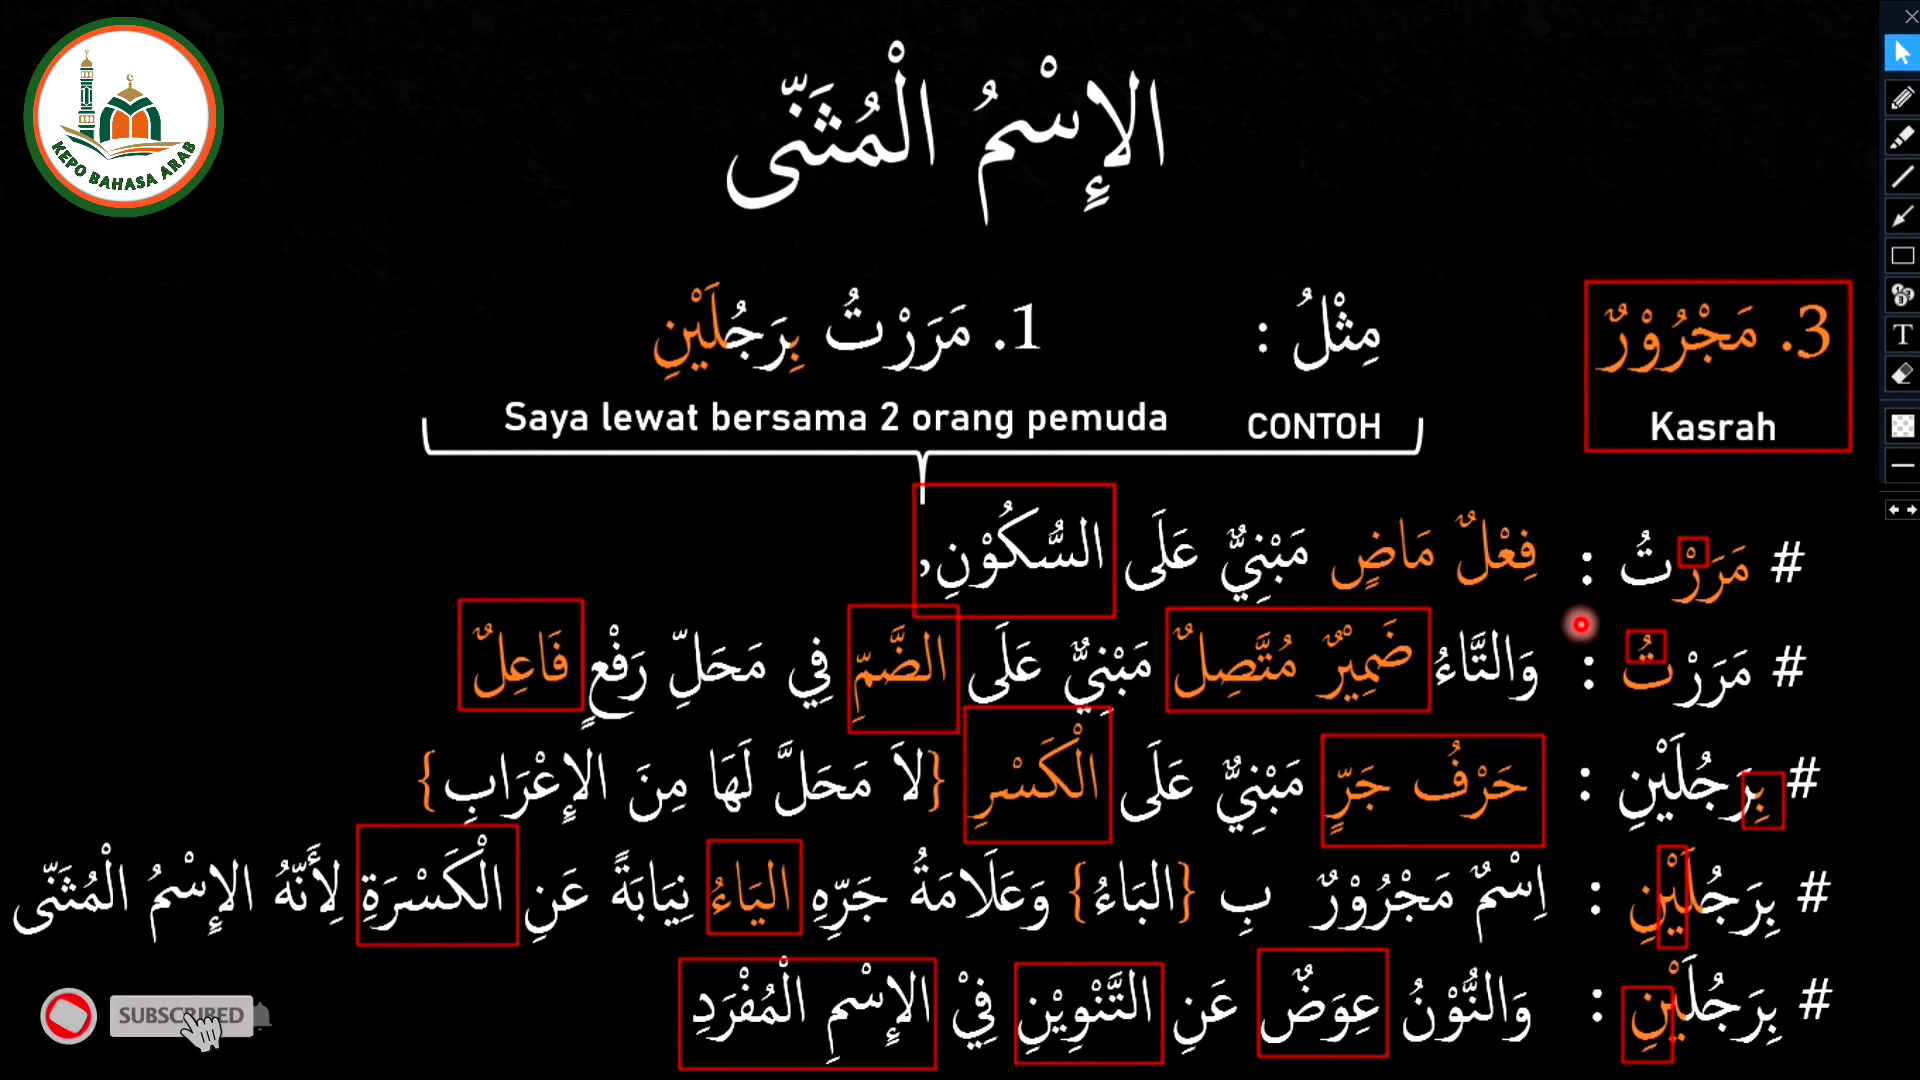 KEPO BAHASA ARAB
الإِسْمُ الْمُثَنَّى
3. مَجْرُوْرٌ
Kasrah
مِثْلُ :
1. مَرَرْتُ بِرَجُلَيْنِ
CONTOH
Saya lewat bersama 2 orang pemuda
# مَرَرْتُ : فِعْلٌ مَاضٍ مَبْنِيٌّ عَلَى السُّكُوْنِ,
# مَرَرْتُ : وَالتَّاءُ ضَمِيْرٌ مُتَّصِلٌ مَبْنِيٌّ عَلَى الضَّمِّ فِي مَحَلِّ رَفْعٍ فَاعِلٌ
# بِرَجُلَيْنِ : حَرْفُ جَرٍّ مَبْنِيٌّ عَلَى الْكَسْرِ {لاَ مَحَلَّ لَهَا مِنَ الإِعْرَابِ}
# بِرَجُلَيْنِ : اِسْمٌ مَجْرُوْرٌ بِ {البَاءُ} وَعَلَامَةُ جَرِّهِ اليَاءُ نِيَابَةً عَنِ الْكَسْرَةِ لِأَنَّهُ الإِسْمُ الْمُثَنَّى
# بِرَجُلَيْنِ : وَالنُّوْنُ عِوَضٌ عَنِ التَّنْوِيْنِ فِيْ الإِسْمِ الْمُفْرَدِ
SUBSCRIBED
T